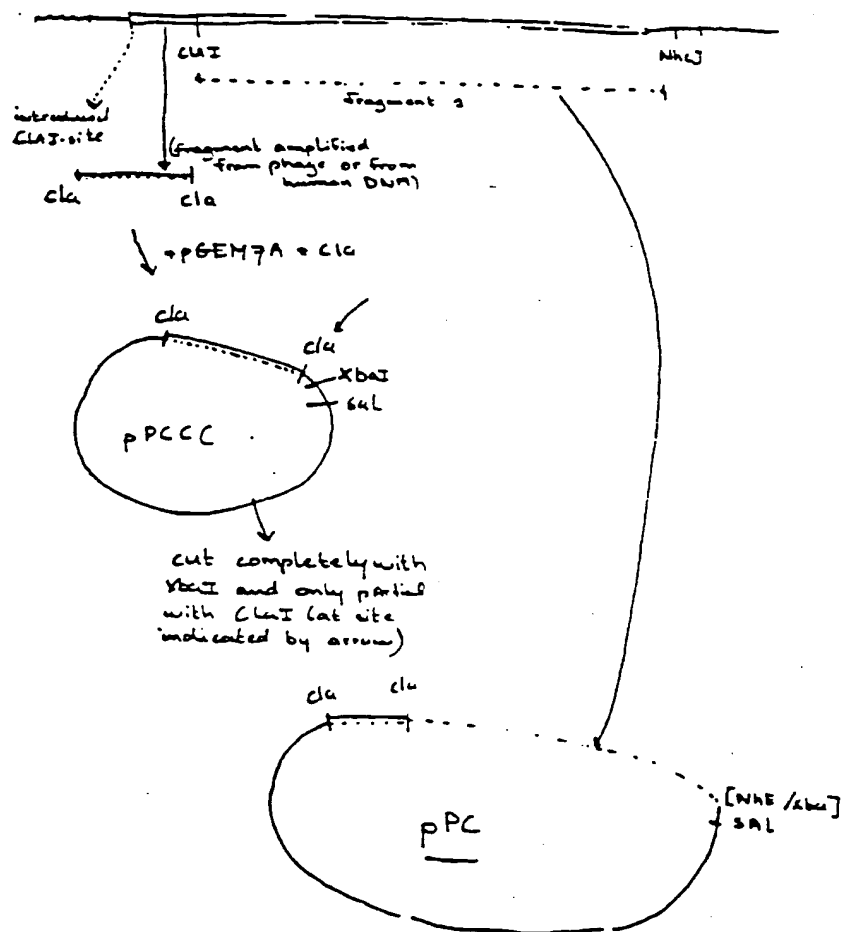 CLAI
NheI
fragment 3
introduced
CLAI-site
(fragment amplified
from phage or from
human DNA)
cla
cla
+pGEM7A + Cla
cla
cla
XbaI
Sal
pPCCC
cut completely with
XbaI and only partial
with ClaI (at site
indicated by arrow)
cla
cla
[NhE/xba]
SAL
pPC